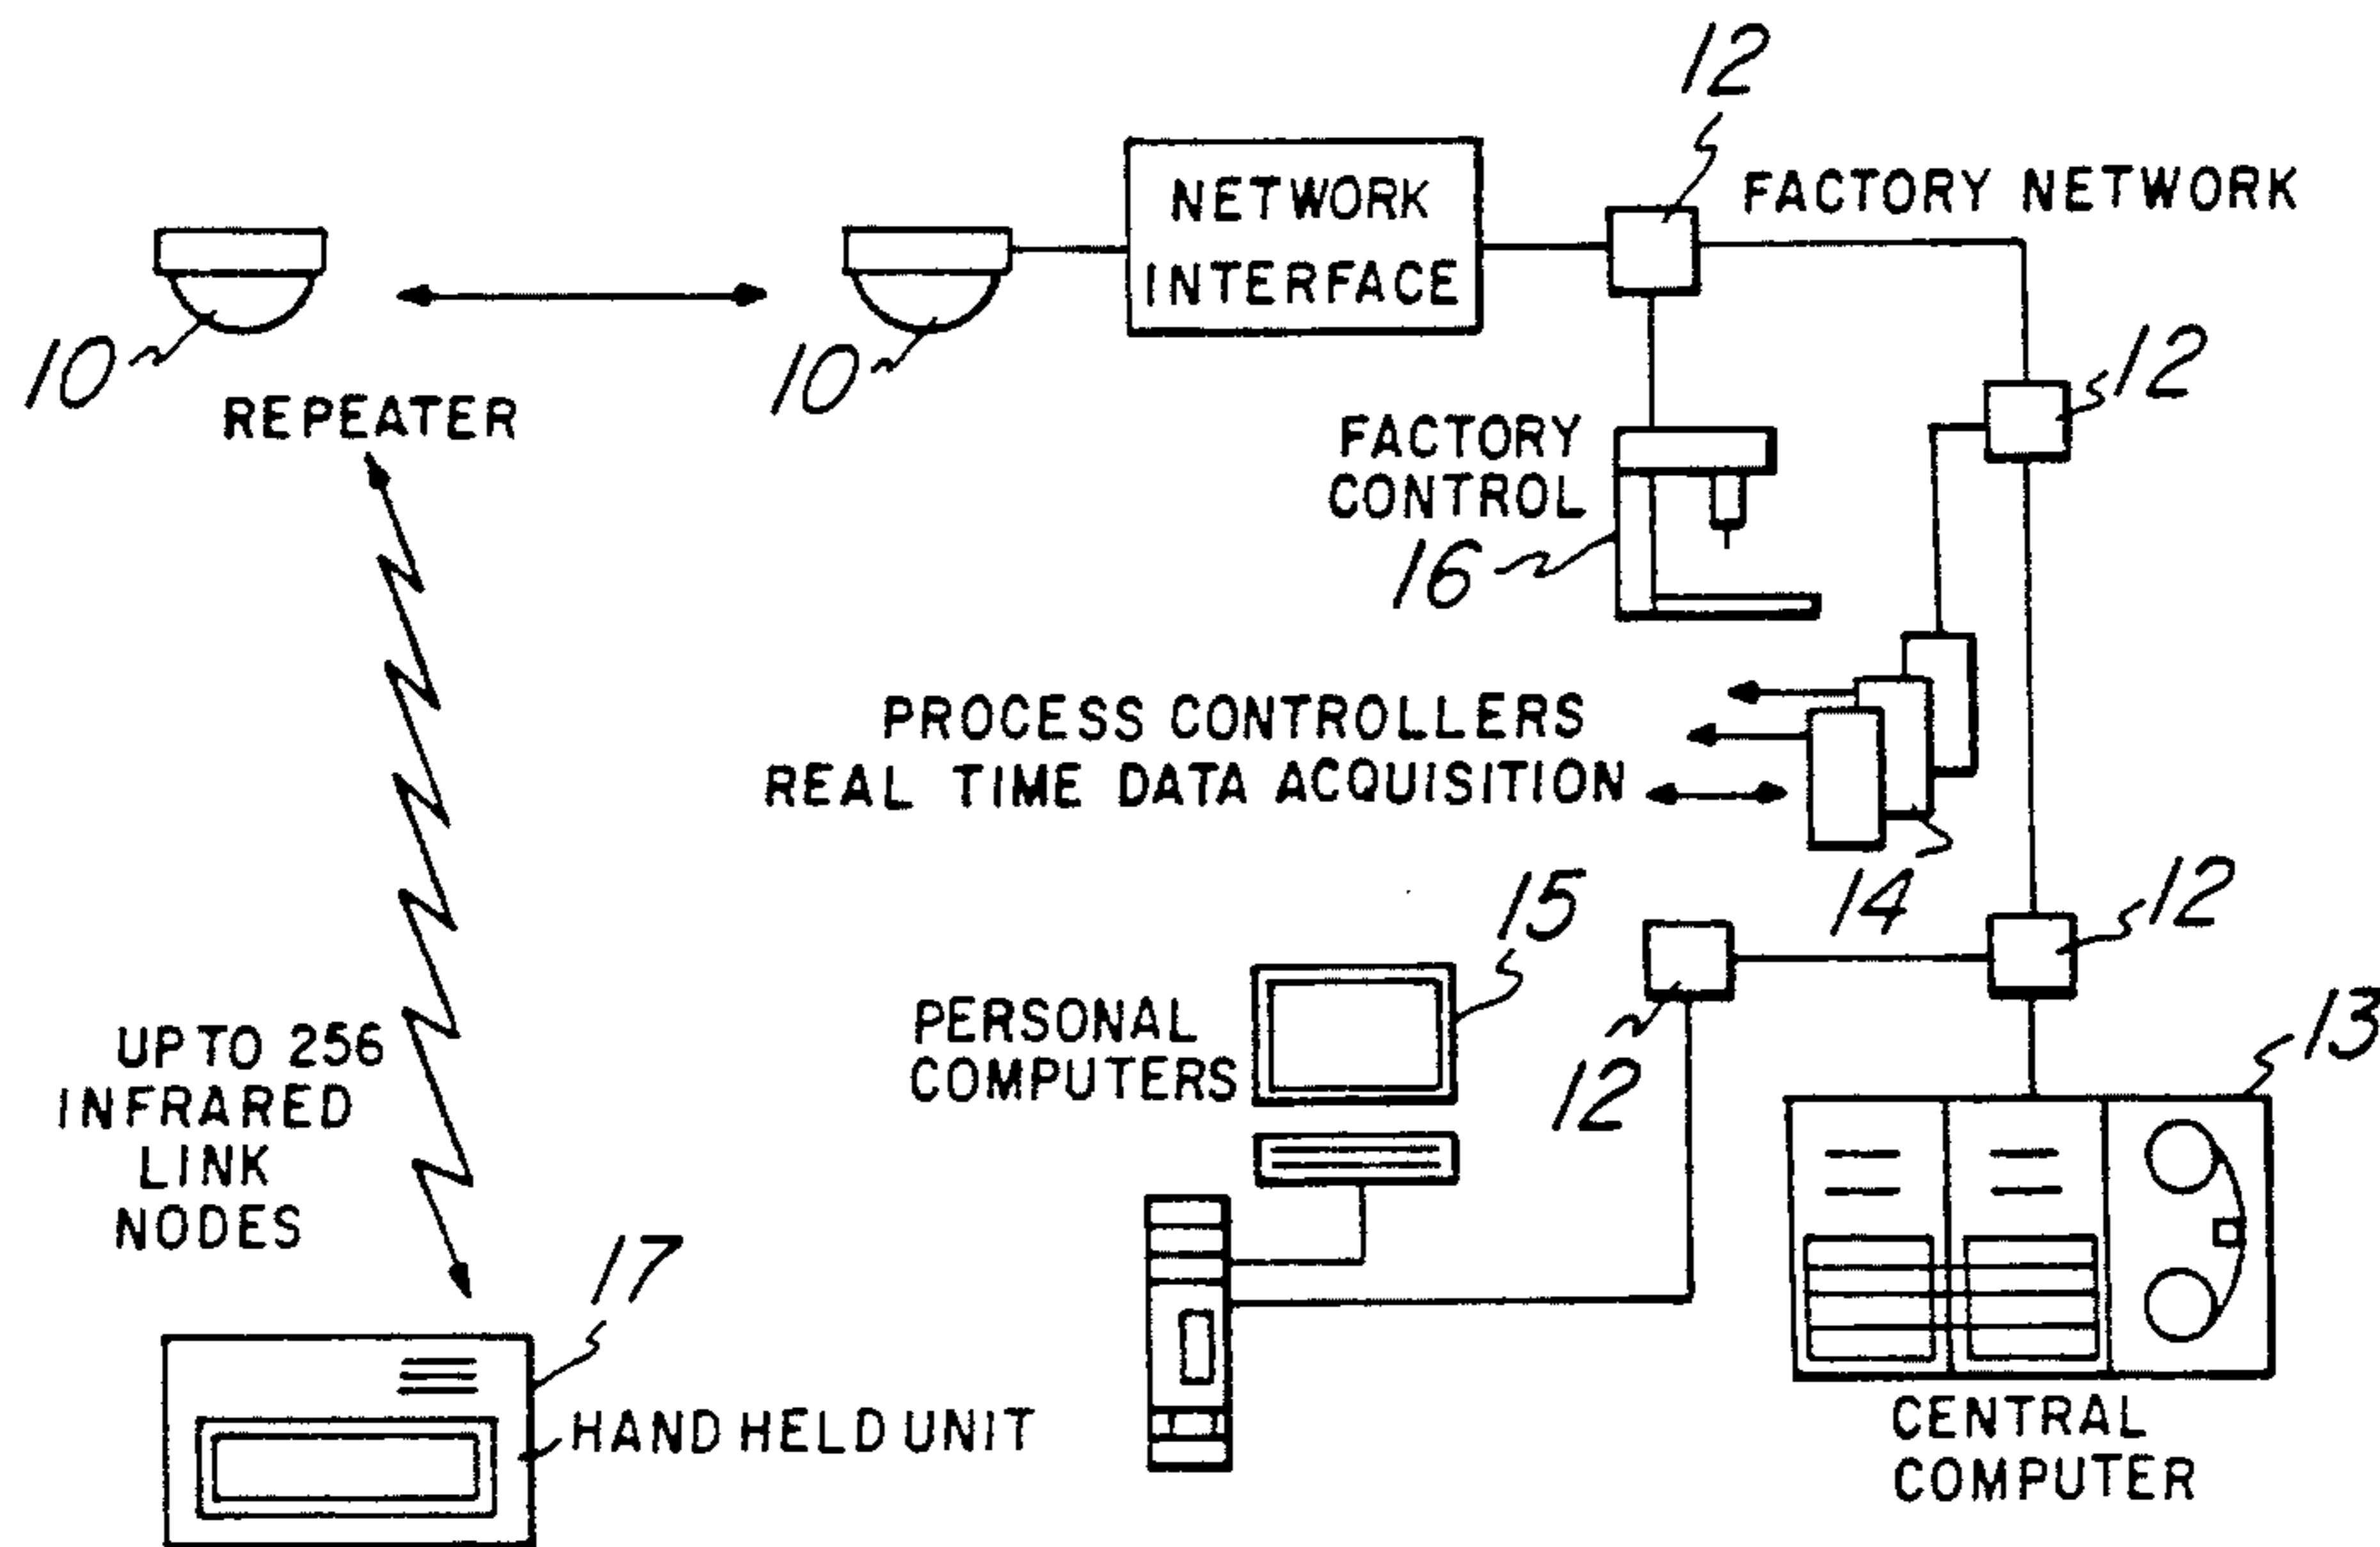 12
NETWORK
INTERFACE
FACTORY NETWORK
10
REPEATER
10
12
FACTORY
CONTROL
16
PROCESS CONTROLLERS
REAL TIME DATA ACQUISITION
14
12
15
PERSONAL
COMPUTERS
12
13
UP TO 256
INFRARED
LINK
NODES
17
HAND HELD UNIT
CENTRAL
COMPUTER